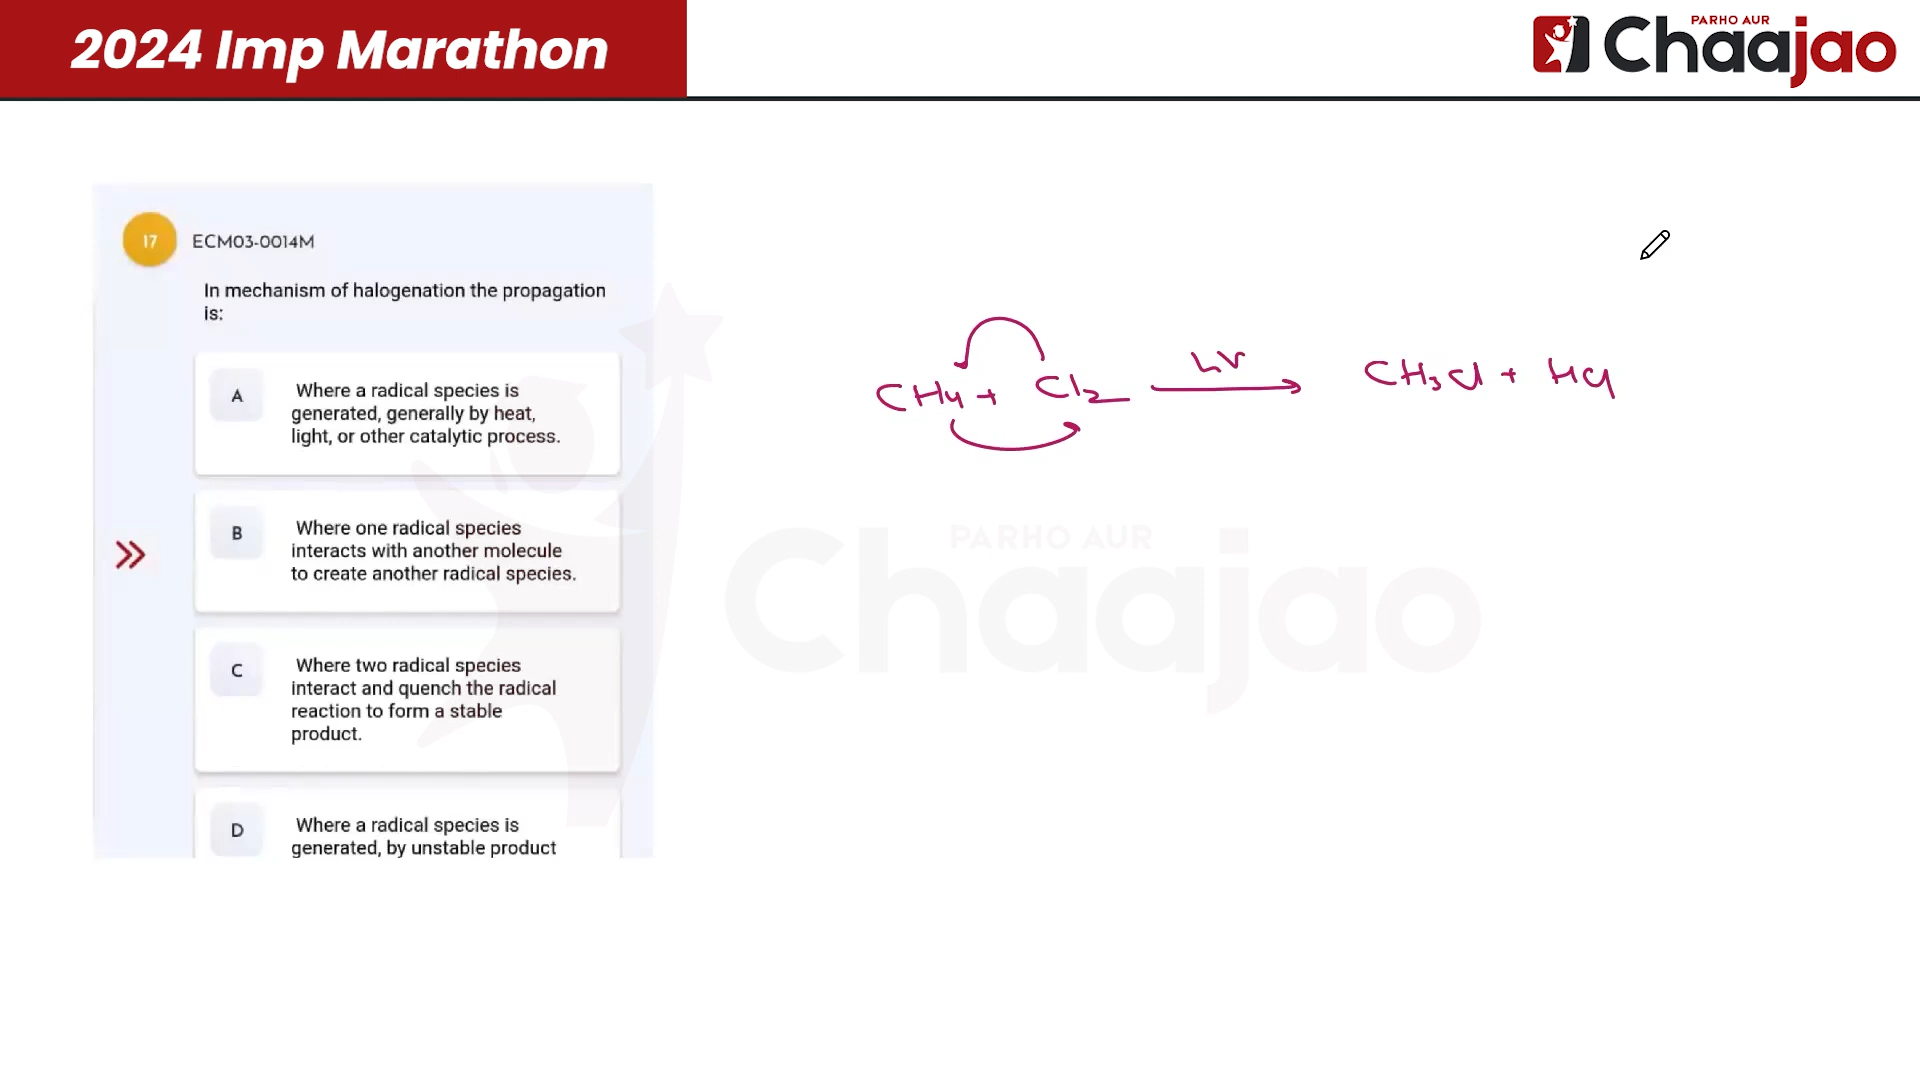 2024 Imp Marathon
PARHO AUR
Chaajao
17
ECM03-0014M
In mechanism of halogenation the propagation
is:
A
Where a radical species is
generated, generally by heat,
light, or other catalytic process.
B
Where one radical species
interacts with another molecule
to create another radical species.
C
Where two radical species
interact and quench the radical
reaction to form a stable
product.
D
Where a radical species is
generated, by unstable product
CH4 + Cl2 hv CH3Cl + HCl
PARHO AUR
Chaajao